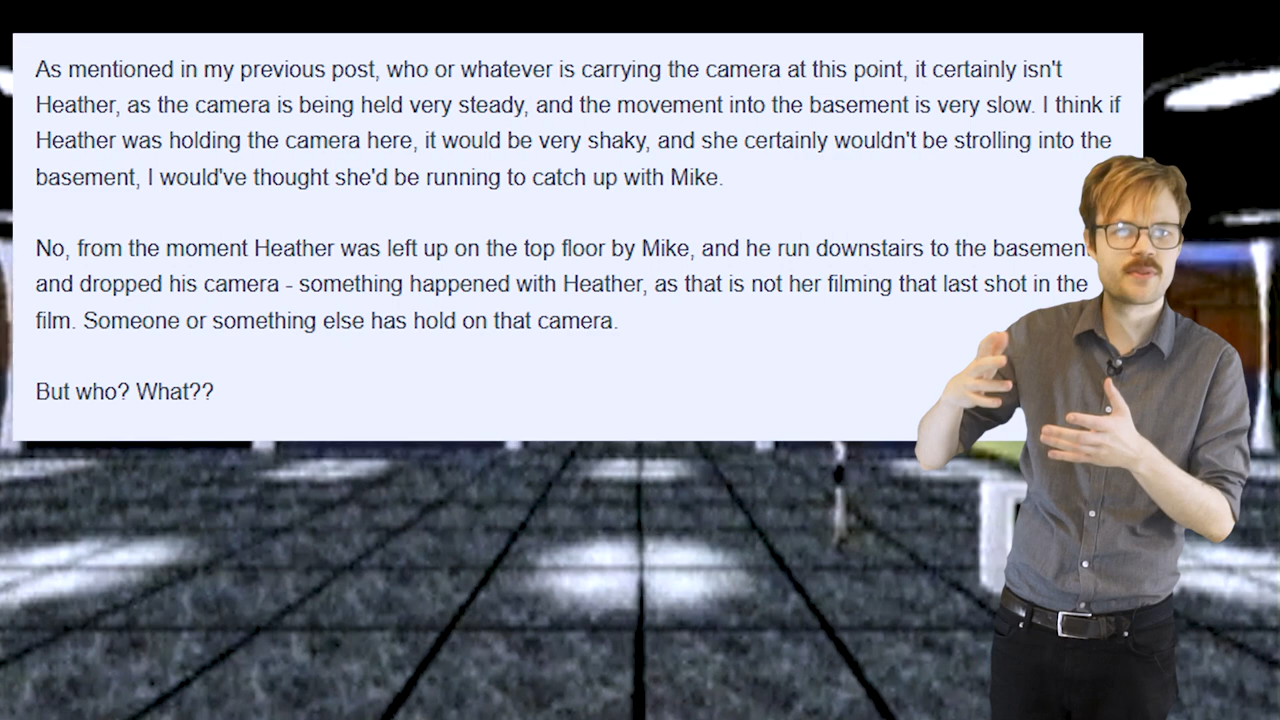 As mentioned in my previous post, who or whatever is carrying the camera at this point, it certainly isn't
Heather, as the camera is being held very steady, and the movement into the basement is very slow. I think if
Heather was holding the camera here, it would be very shaky, and she certainly wouldn't be strolling into the
basement, I would've thought she'd be running to catch up with Mike.
No, from the moment Heather was left up on the top floor by Mike, and he run downstairs to the basemen
and dropped his camera - something happened with Heather, as that is not her filming that last shot in the
film. Someone or something else has hold on that camera.
But who? What??